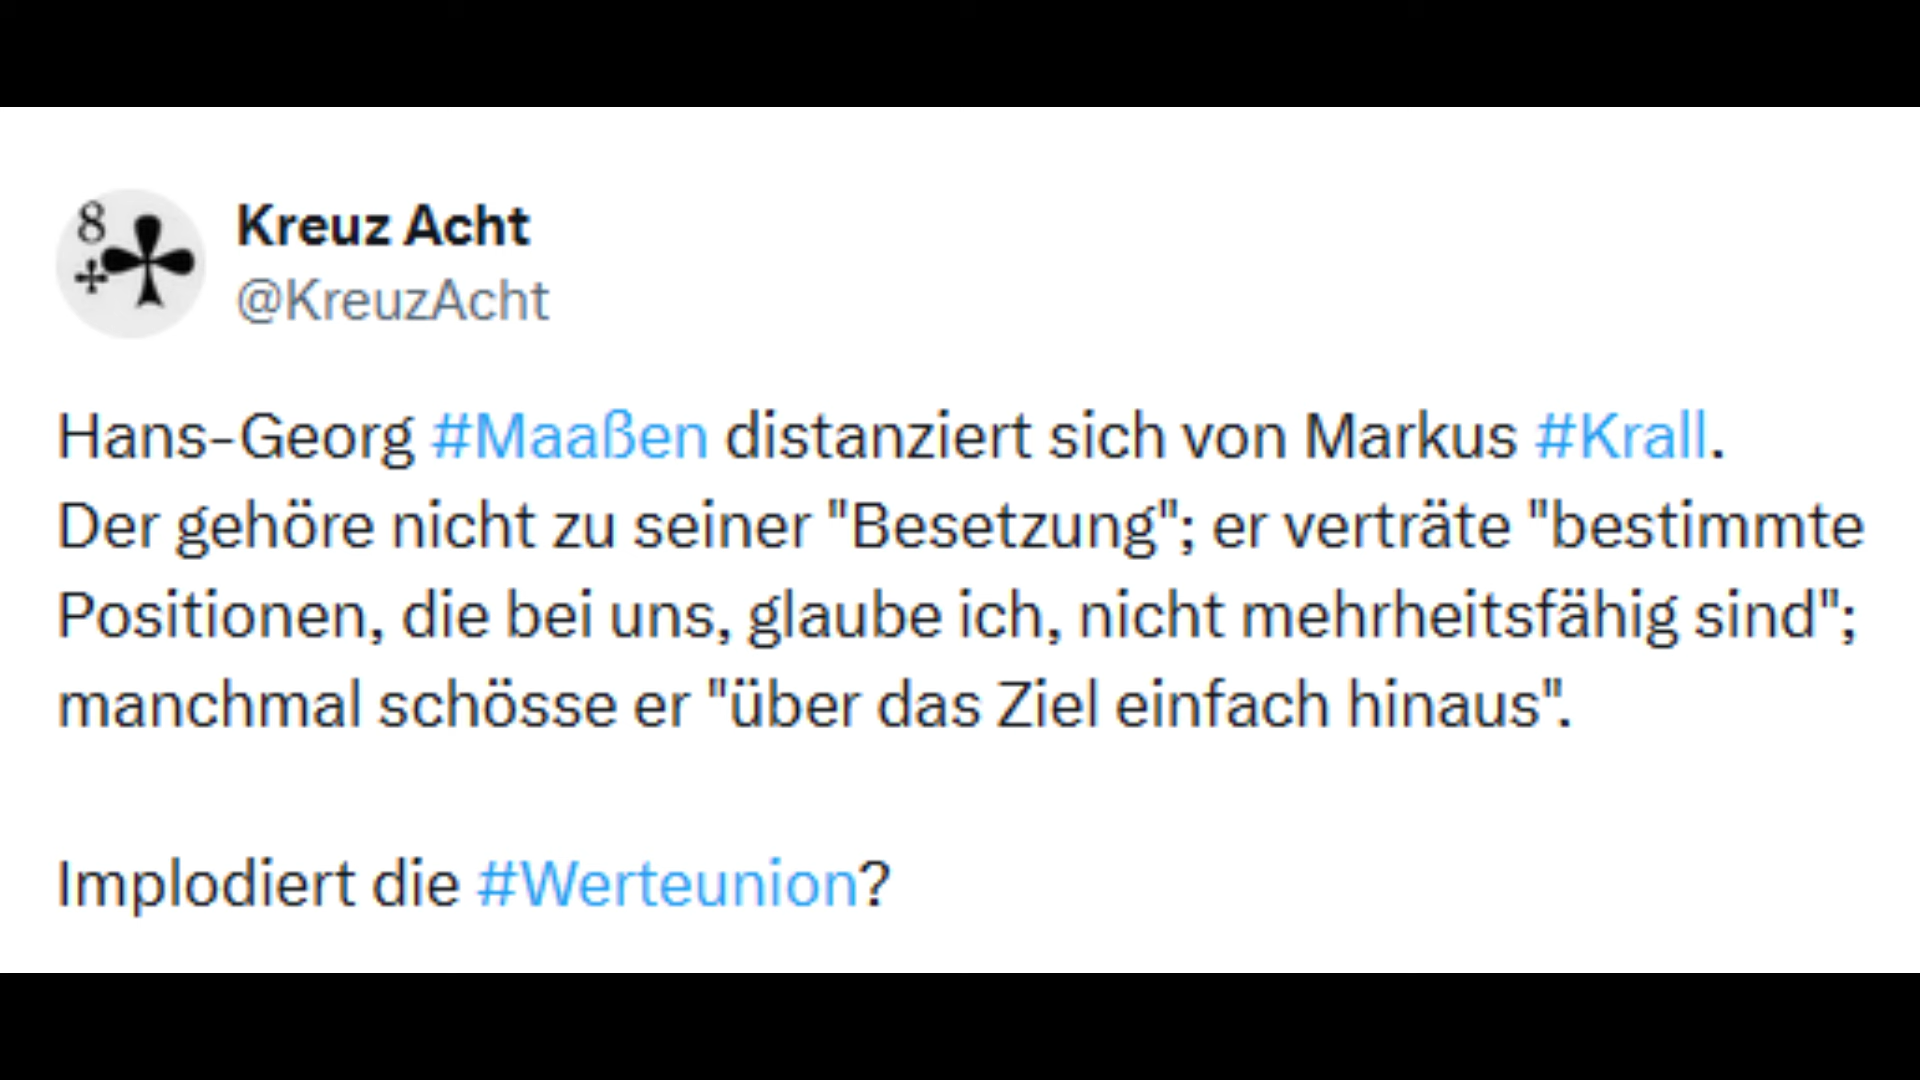 8
Kreuz Acht
@KreuzAcht
Hans-Georg #Maaßen distanziert sich von Markus #Krall.
Der gehöre nicht zu seiner "Besetzung"; er verträte "bestimmte
Positionen, die bei uns, glaube ich, nicht mehrheitsfähig sind";
manchmal schösse er "über das Ziel einfach hinaus".
Implodiert die #Werteunion?